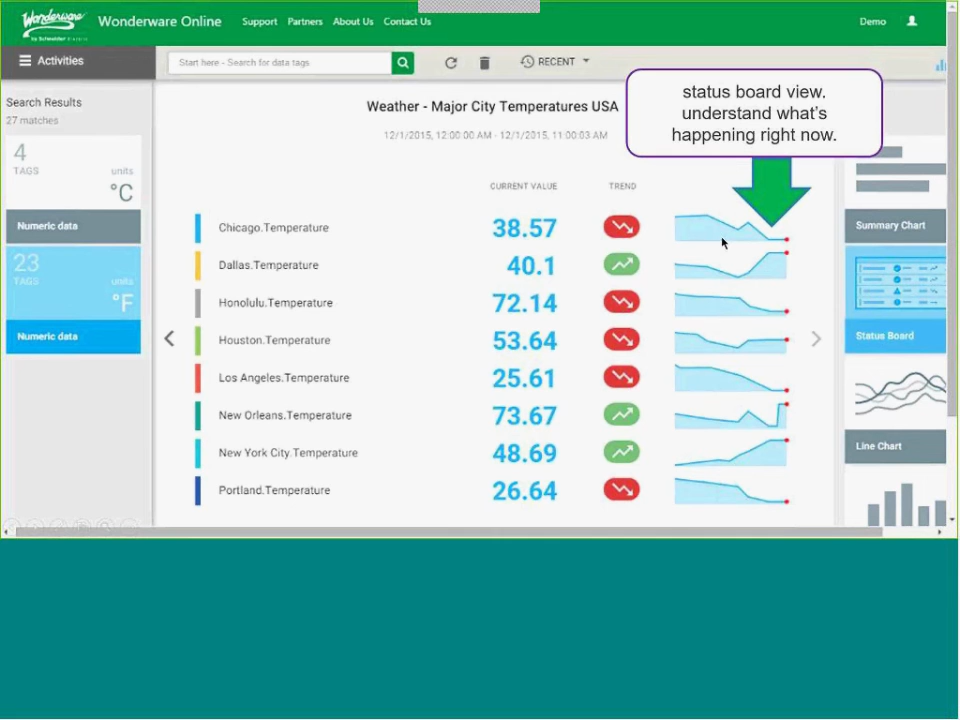 Wonderware
by Schneider Electric
Wonderware Online
Support Partners About Us Contact Us
Demo
Activities
Start here - Search for data tags
RECENT
Search Results
27 matches
4
TAGS
units
°C
Numeric data
23
TAGS
units
°F
Numeric data
Weather - Major City Temperatures USA
12/1/2015, 12:00:00 AM - 12/1/2015, 11:00:03 AM
status board view.
understand what's
happening right now.
CURRENT VALUE TREND
Chicago.Temperature 38.57
Dallas.Temperature 40.1
Honolulu.Temperature 72.14
Houston.Temperature 53.64
Los Angeles.Temperature 25.61
New Orleans.Temperature 73.67
New York City.Temperature 48.69
Portland.Temperature 26.64
Summary Chart
Status Board
Line Chart